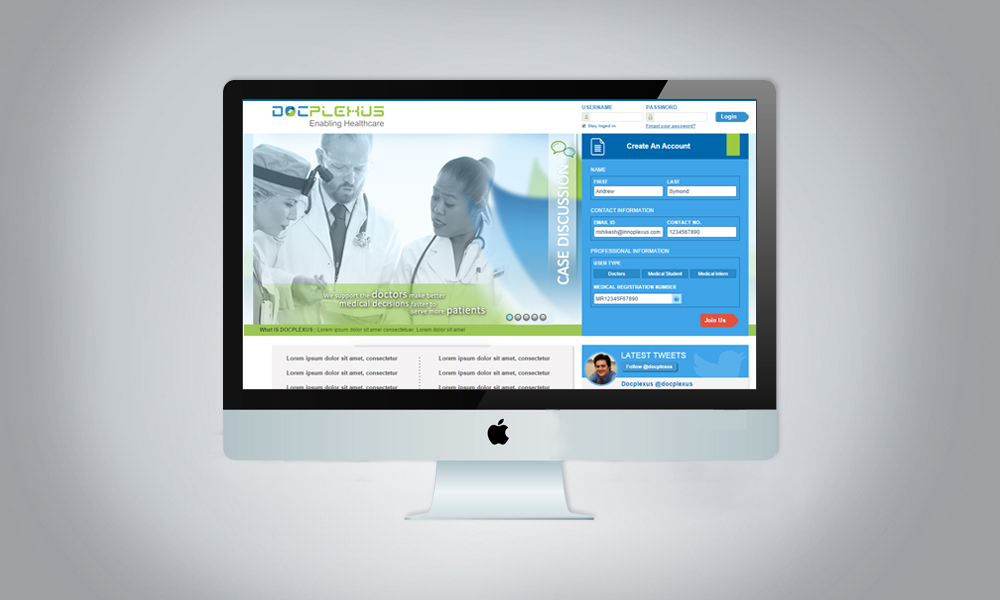 DOCPLEXUS
Enabling Healthcare
USERNAME PASSWORD
Login
Stay loged in Forgot your password?
CASE DISCUSSION
We support the doctors make better
medical decisions faster to
serve more patients
What IS DOCPLEXUS : Lorem ipsum dolor sit amet consectetuer. Lorem dolor amet
Create An Account
NAME
FIRST LAST
Andrew Symond
CONTACT INFORMATION
EMAIL ID CONTACT NO.
rishikesh@innoplexus.com 1234567890
PROFESSIONAL INFORMATION
USER TYPE
Doctors Medical Student Medical Intern
MEDICAL REGISTRATION NUMBER
MR12345F67890
Join Us
Lorem ipsum dolor sit amet, consectetur Lorem ipsum dolor sit amet, consectetur
Lorem ipsum dolor sit amet, consectetur Lorem ipsum dolor sit amet, consectetur
Lorem ipsum dolor sit amet, consectetur Lorem ipsum dolor sit amet, consectetur
LATEST TWEETS
Follow @docplexus
Docplexus @docplexus